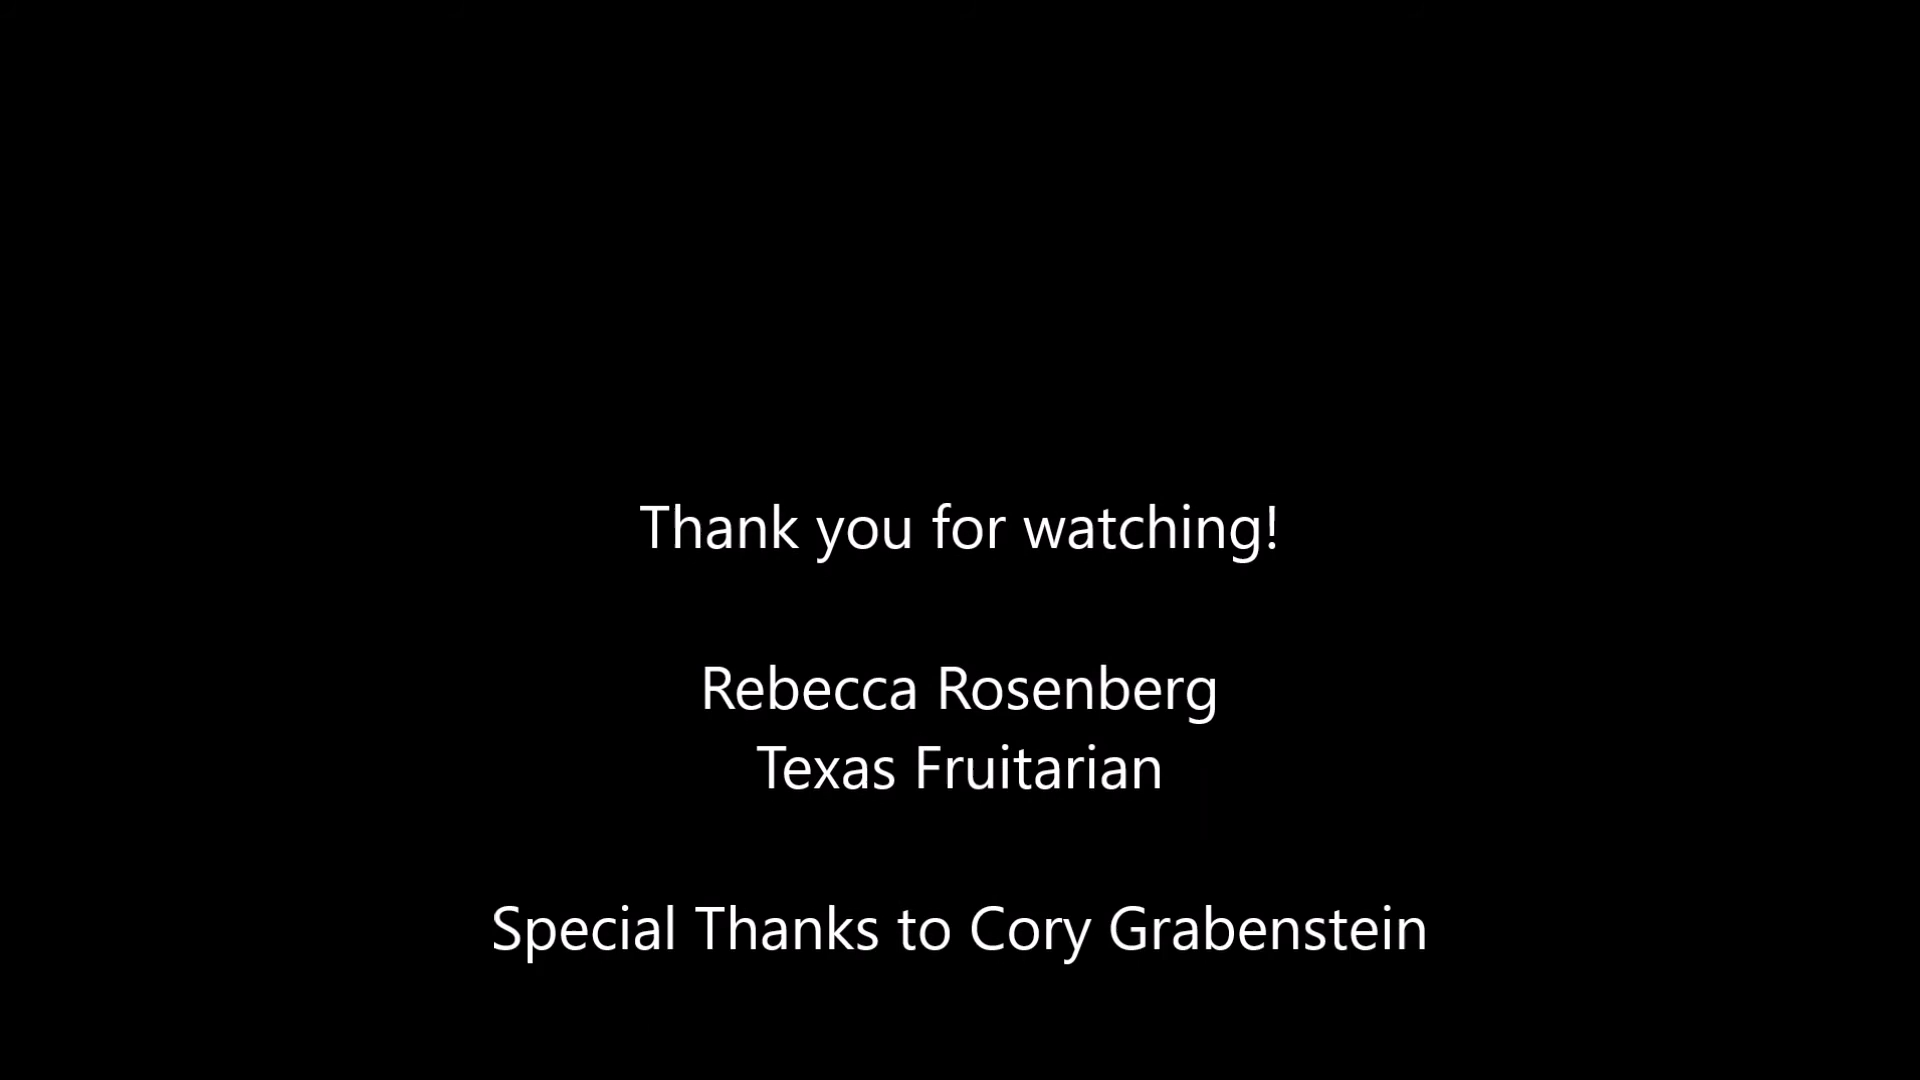 Thank you for watching!
Rebecca Rosenberg
Texas Fruitarian
Special Thanks to Cory Grabenstein